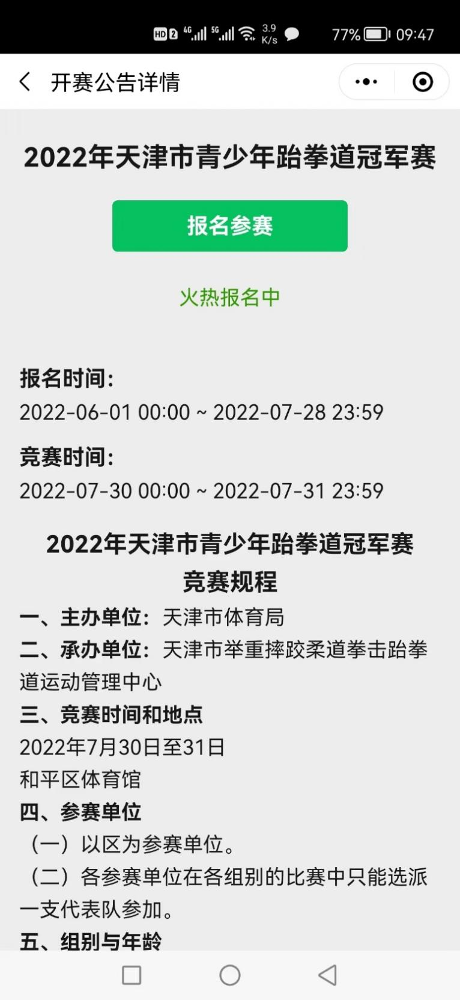 HD 2 4G 5G 3.9 K/s 77% 09:47
开赛公告详情
2022年天津市青少年跆拳道冠军赛
报名参赛
火热报名中
报名时间：
2022-06-01 00:00 ~ 2022-07-28 23:59
竞赛时间：
2022-07-30 00:00 ~ 2022-07-31 23:59
2022年天津市青少年跆拳道冠军赛
竞赛规程
一、主办单位：天津市体育局
二、承办单位：天津市举重摔跤柔道拳击跆拳
道运动管理中心
三、竞赛时间和地点
2022年7月30日至31日
和平区体育馆
四、参赛单位
（一）以区为参赛单位。
（二）各参赛单位在各组别的比赛中只能选派
一支代表队参加。
五、组别与年龄